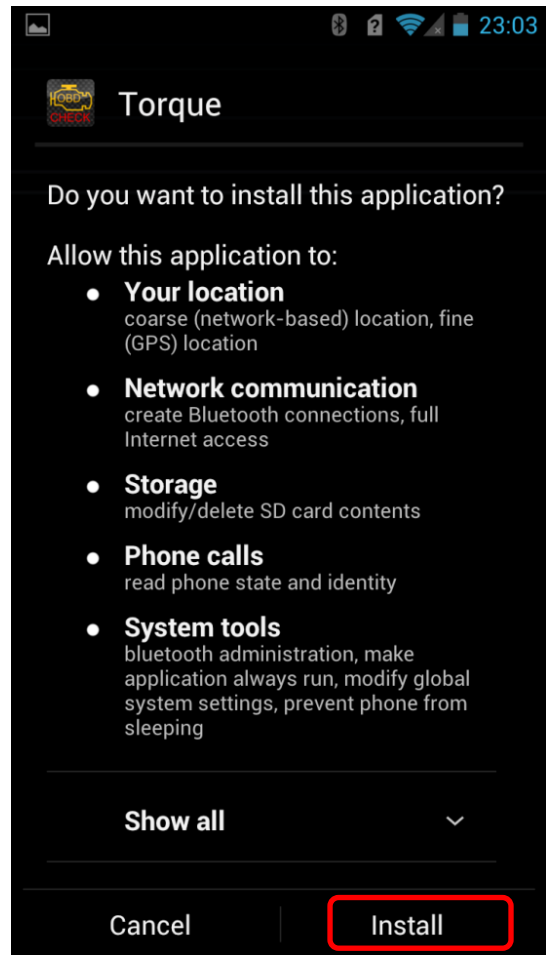 23:03
HOBD
CHECK
Torque
Do you want to install this application?
Allow this application to:
● Your location
coarse (network-based) location, fine
(GPS) location
● Network communication
create Bluetooth connections, full
Internet access
● Storage
modify/delete SD card contents
● Phone calls
read phone state and identity
● System tools
bluetooth administration, make
application always run, modify global
system settings, prevent phone from
sleeping
Show all
Cancel Install